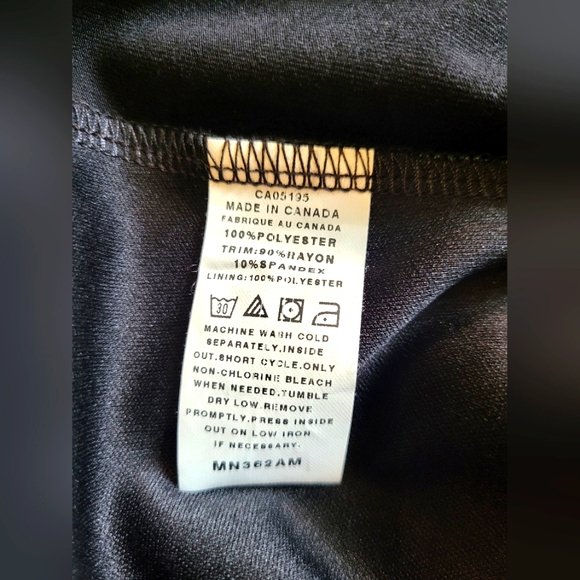 CA05195
MADE IN CANADA
FABRIQUE AU CANADA
100%POLYESTER
TRIM:90%RAYON
10%SPANDEX
LINING:100%POLYESTER
30
MACHINE WASH COLD
SEPARATELY.INSIDE
OUT.SHORT CYCLE.ONLY
NON-CHLORINE BLEACH
WHEN NEEDED.TUMBLE
DRY LOW.REMOVE
PROMPTLY.PRESS INSIDE
OUT ON LOW IRON
IF NECESSARY.
MN362AM